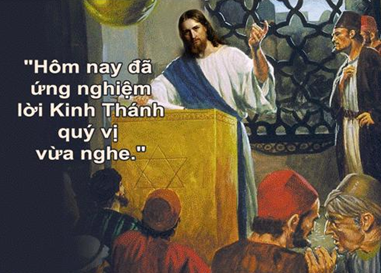 "Hôm nay đã
ứng nghiệm
lời Kinh Thánh
quý vị
vừa nghe."